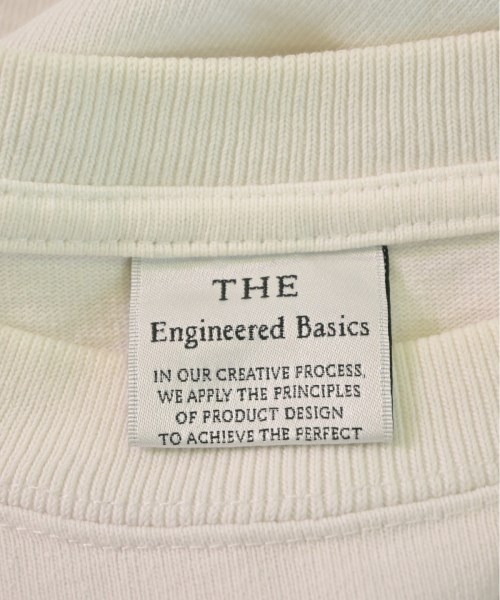 THE
Engineered Basics
IN OUR CREATIVE PROCESS,
WE APPLY THE PRINCIPLES
OF PRODUCT DESIGN
TO ACHIEVE THE PERFECT